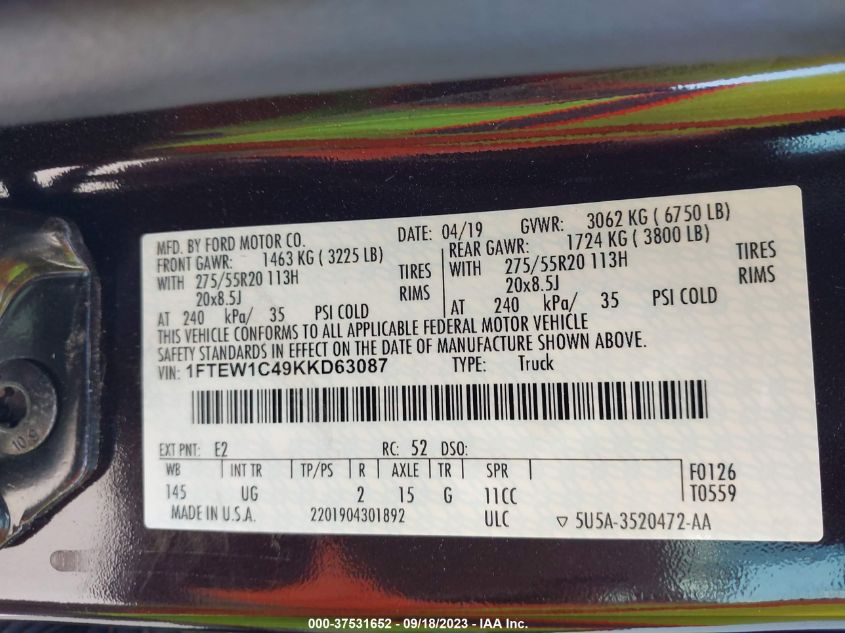 MFD. BY FORD MOTOR CO. DATE: 04/19 GVWR: 3062 KG ( 6750 LB)
FRONT GAWR: 1463 KG ( 3225 LB) REAR GAWR: 1724 KG ( 3800 LB)
WITH 275/55R20 113H TIRES WITH 275/55R20 113H TIRES
20x8.5J RIMS 20x8.5J RIMS
AT 240 kPa/ 35 PSI COLD AT 240 kPa/ 35 PSI COLD
THIS VEHICLE CONFORMS TO ALL APPLICABLE FEDERAL MOTOR VEHICLE
SAFETY STANDARDS IN EFFECT ON THE DATE OF MANUFACTURE SHOWN ABOVE.
VIN: 1FTEW1C49KKD63087 TYPE: Truck
EXT PNT: E2 RC: 52 DSO:
WB INT TR TP/PS R AXLE TR SPR F0126
145 UG 2 15 G 11CC T0559
MADE IN U.S.A. 2201904301892 ULC ▽ 5U5A-3520472-AA
10.9
000-37531652 / 09/18/2023 - IAA Inc.